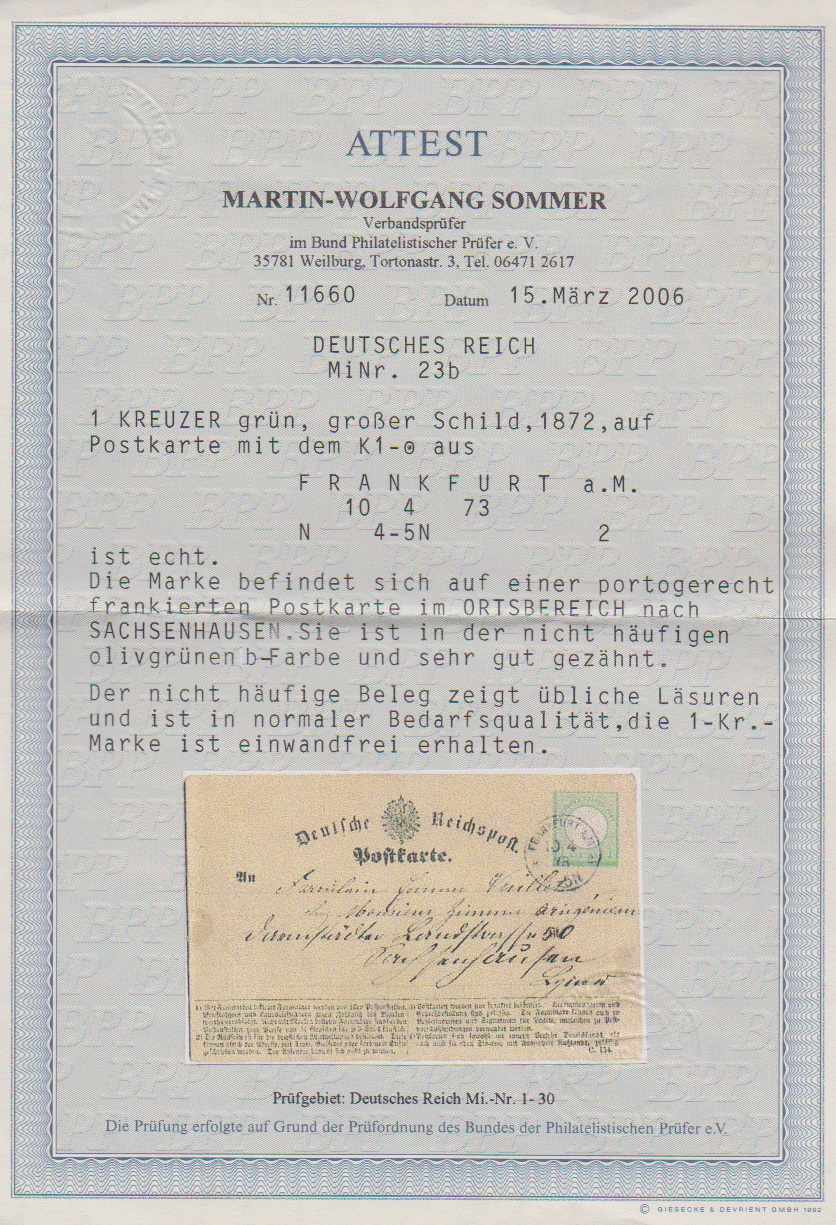 ATTEST
MARTIN-WOLFGANG SOMMER
Verbandsprüfer
im Bund Philatelistischer Prüfer e. V.
35781 Weilburg, Tortonastr. 3, Tel. 06471 2617
Nr. 11660 Datum 15.März 2006
DEUTSCHES REICH
MiNr. 23b
1 KREUZER grün, großer Schild,1872,auf
Postkarte mit dem K1-⊙ aus
F R A N K F U R T a.M.
10 4 73
N 4-5N 2
ist echt.
Die Marke befindet sich auf einer portogerecht
frankierten Postkarte im ORTSBEREICH nach
SACHSENHAUSEN.Sie ist in der nicht häufigen
olivgrünen b-Farbe und sehr gut gezähnt.
Der nicht häufige Beleg zeigt übliche Läsuren
und ist in normaler Bedarfsqualität,die 1-Kr.-
Marke ist einwandfrei erhalten.
Deutsche Reichspost.
Postkarte.
An
Darmstädter Landstrasse 50
Sachsenhausen
C. 154.
Prüfgebiet: Deutsches Reich Mi.-Nr. 1- 30
Die Prüfung erfolgte auf Grund der Prüfordnung des Bundes der Philatelistischen Prüfer e.V.
© GIESECKE & DEVRIENT GMBH 1992